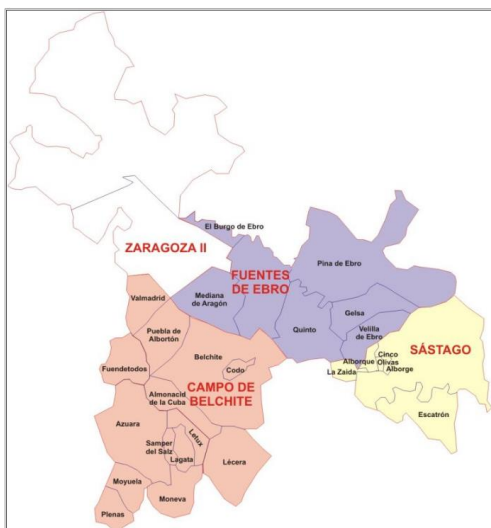 El Burgo de Ebro
ZARAGOZA II
Pina de Ebro
FUENTES
DE EBRO
Mediana
de Aragón
Valmadrid
Gelsa
Quinto
Velilla
de Ebro
Puebla de
Albortón
SÁSTAGO
Belchite
Cinco
Olivas
Alborque
Alborge
La Zaida
Codo
Fuendetodos
CAMPO DE
BELCHITE
Almonacid
de la Cuba
Azuara
Escatrón
Samper
del Salz
Letux
Lagata
Lécera
Moyuela
Moneva
Plenas